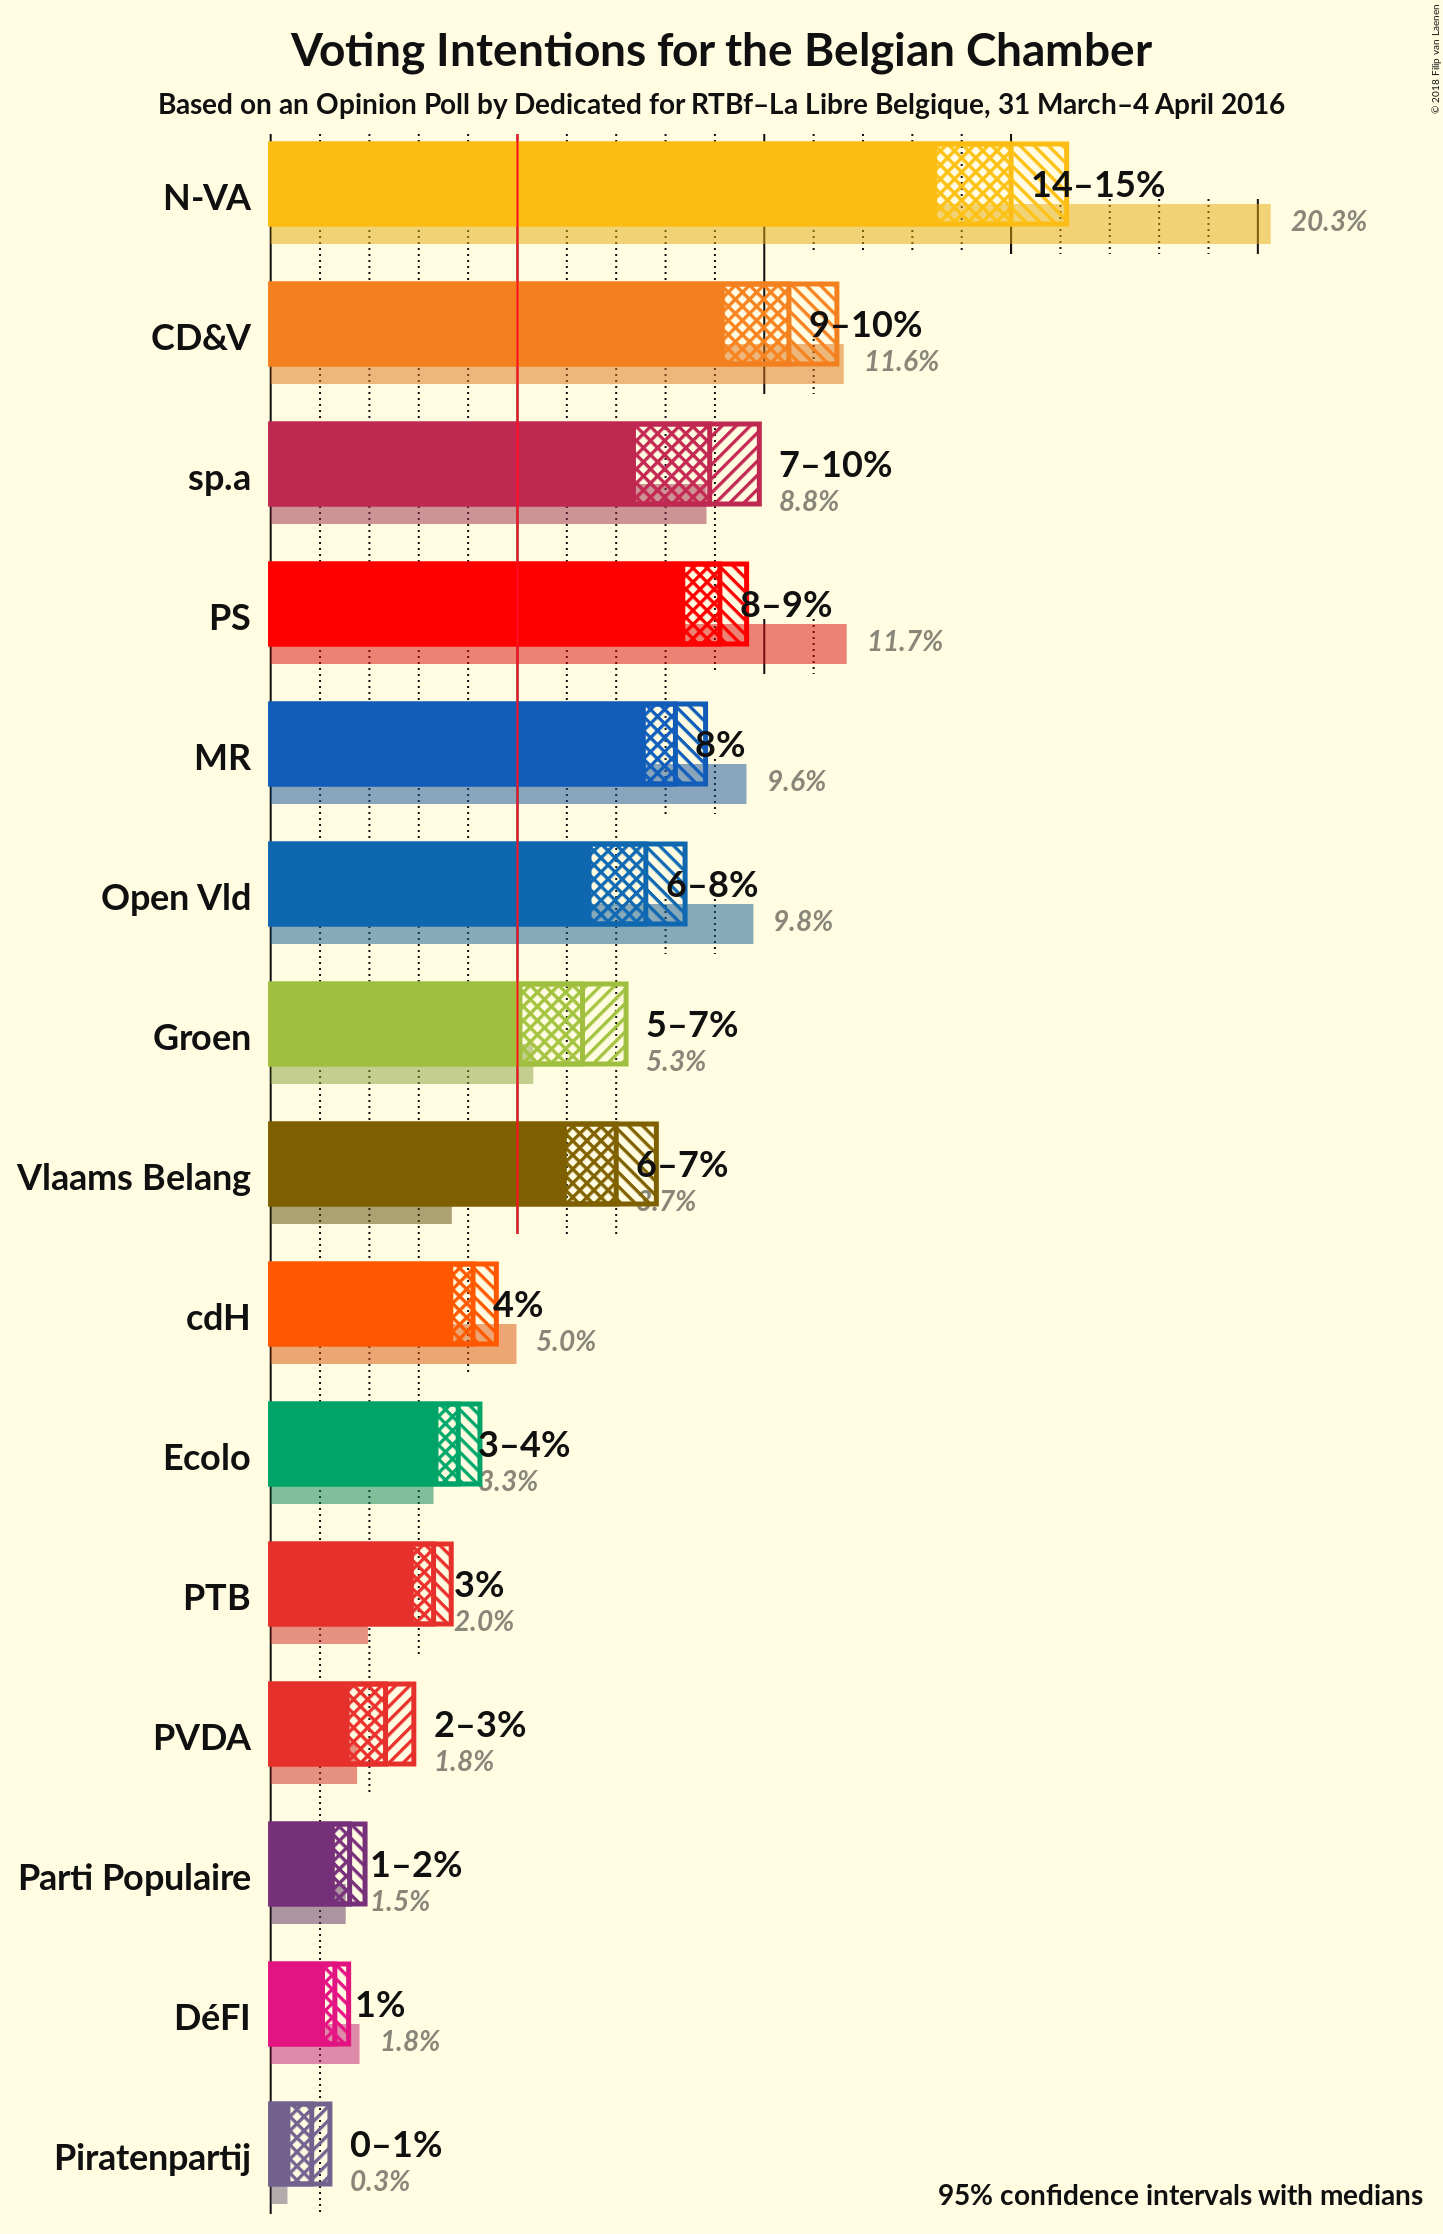 Voting Intentions for the Belgian Chamber
Based on an Opinion Poll by Dedicated for RTBf–La Libre Belgique, 31 March–4 April 2016
© 2018 Filip van Laenen
N-VA
14–15%
20.3%
CD&V
9–10%
11.6%
sp.a
7–10%
8.8%
PS
8–9%
11.7%
MR
8%
9.6%
Open Vld
6–8%
9.8%
Groen
5–7%
5.3%
Vlaams Belang
6–7%
3.7%
cdH
4%
5.0%
Ecolo
3–4%
3.3%
PTB
3%
2.0%
PVDA
2–3%
1.8%
Parti Populaire
1–2%
1.5%
DéFI
1%
1.8%
Piratenpartij
0–1%
0.3%
95% confidence intervals with medians